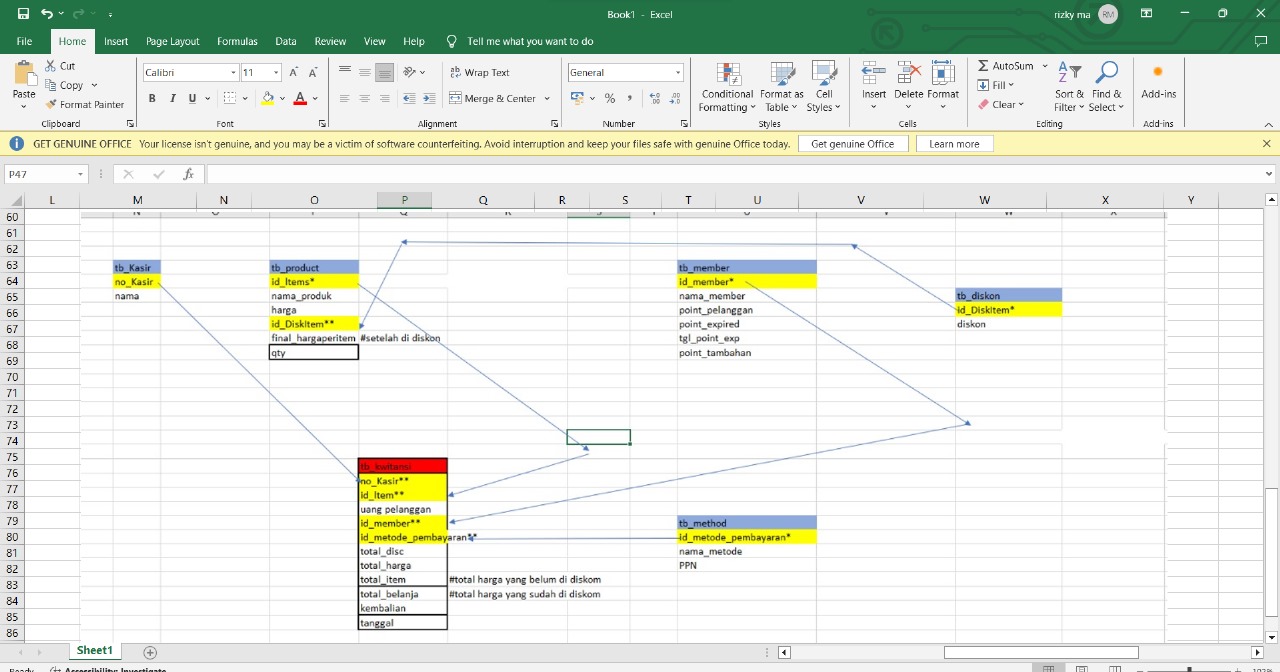 Book1 - Excel
rizky ma RM
File Home Insert Page Layout Formulas Data Review View Help Tell me what you want to do
Paste
Cut
Copy
Format Painter
Clipboard
Calibri 11
B I U
Font
Wrap Text
Merge & Center
Alignment
General
%
Number
Conditional Formatting
Format as Table
Cell Styles
Styles
Insert Delete Format
Cells
AutoSum
Fill
Clear
Sort & Filter
Find & Select
Editing
Add-ins
Add-ins
GET GENUINE OFFICE Your license isn't genuine, and you may be a victim of software counterfeiting. Avoid interruption and keep your files safe with genuine Office today. Get genuine Office Learn more
P47 fx
L M N O P Q R S T U V W X Y
60
61
62
63
64
65
66
67
68
69
70
71
72
73
74
75
76
77
78
79
80
81
82
83
84
85
86
tb_Kasir
no_Kasir
nama
tb_product
id_Items*
nama_produk
harga
id_DiskItem**
final_hargaperitem #setelah di diskon
qty
tb_member
id_member*
nama_member
point_pelanggan
point_expired
tgl_point_exp
point_tambahan
tb_diskon
id_DiskItem*
diskon
tb_kwitansi
no_Kasir**
id_Item**
uang pelanggan
id_member**
id_metode_pembayaran**
total_disc
total_harga
total_item #total harga yang belum di diskom
total_belanja #total harga yang sudah di diskom
kembalian
tanggal
tb_method
id_metode_pembayaran*
nama_metode
PPN
Sheet1
Ready Accessibility: Investigate